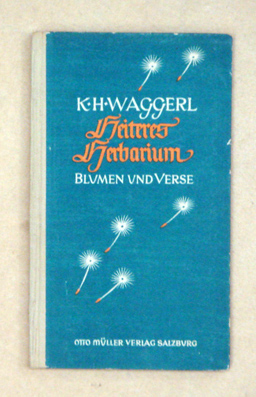 K·H·WAGGERL
Heiteres
Herbarium
BLUMEN UND VERSE
OTTO MÜLLER VERLAG SALZBURG